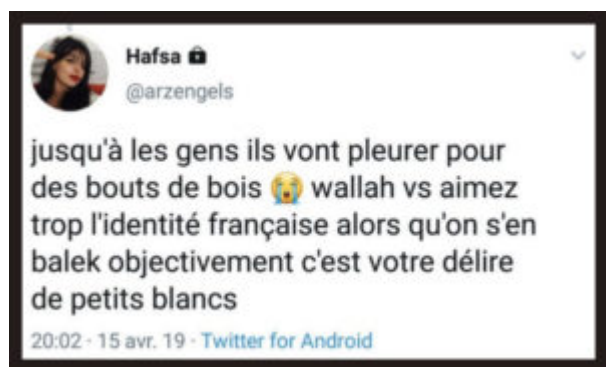 Hafsa
@arzengels
jusqu'à les gens ils vont pleurer pour
des bouts de bois 😭 wallah vs aimez
trop l'identité française alors qu'on s'en
balek objectivement c'est votre délire
de petits blancs
20:02 · 15 avr. 19 · Twitter for Android